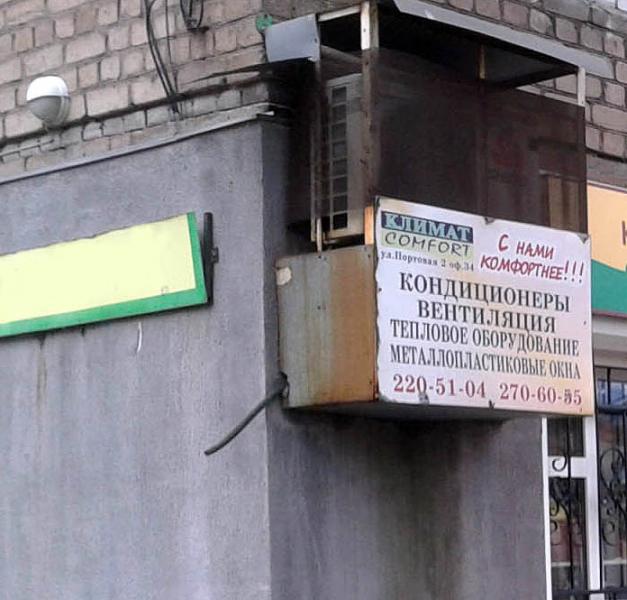 КЛИМАТ
COMFORT
ул.Портовая 2 оф.34
С НАМИ
КОМФОРТНЕЕ!!!
КОНДИЦИОНЕРЫ
ВЕНТИЛЯЦИЯ
ТЕПЛОВОЕ ОБОРУДОВАНИЕ
МЕТАЛЛОПЛАСТИКОВЫЕ ОКНА
220-51-04 270-60-55